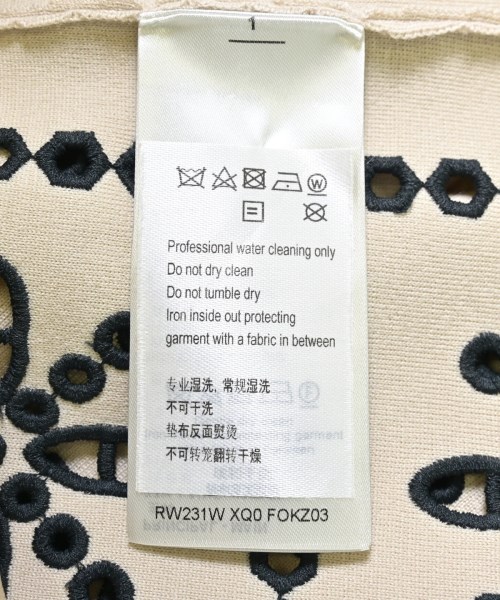 1
W
Professional water cleaning only
Do not dry clean
Do not tumble dry
Iron inside out protecting
garment with a fabric in between
专业湿洗, 常规湿洗
不可干洗
垫布反面熨烫
不可转笼翻转干燥
RW231W XQ0 FOKZ03